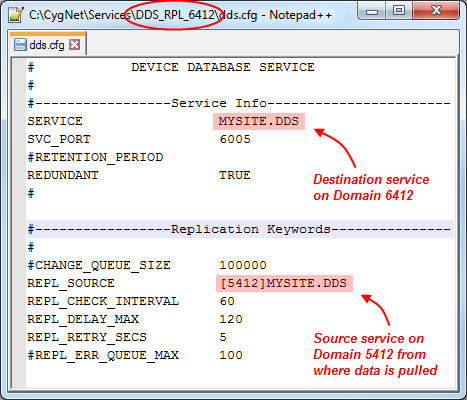 C:\CygNet\Services\DDS_RPL_6412\dds.cfg - Notepad++
dds.cfg
# DEVICE DATABASE SERVICE
#
#-----------------Service Info-----------------------
SERVICE MYSITE.DDS
SVC_PORT 6005
#RETENTION_PERIOD
REDUNDANT TRUE
#
Destination service
on Domain 6412
#-----------------Replication Keywords---------------
#
#CHANGE_QUEUE_SIZE 100000
REPL_SOURCE [5412]MYSITE.DDS
REPL_CHECK_INTERVAL 60
REPL_DELAY_MAX 120
REPL_RETRY_SECS 5
#REPL_ERR_QUEUE_MAX 100
Source service on
Domain 5412 from
where data is pulled